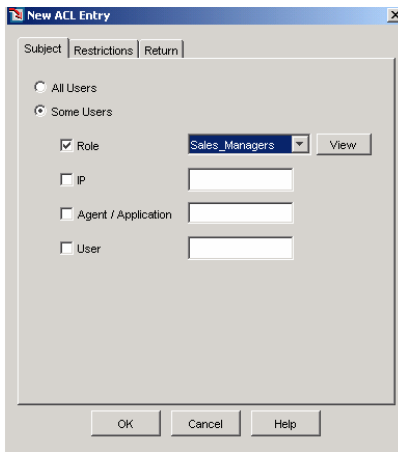 New ACL Entry
Subject Restrictions Return
All Users
Some Users
Role Sales_Managers View
IP
Agent / Application
User
OK Cancel Help